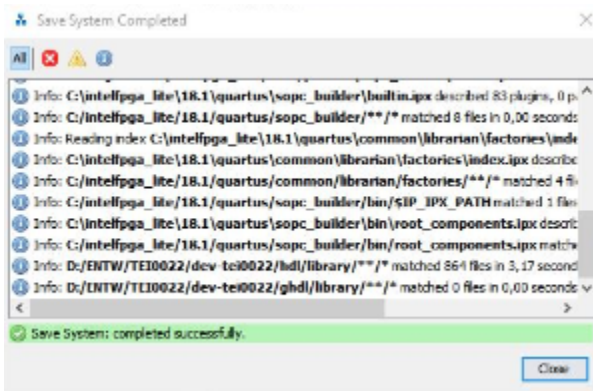 Save System Completed
All
Info: C:\intelfpga_lite\18.1\quartus\sopc_builder\builtin.ipx described 83 plugins, 0 p
Info: C:/intelfpga_lite/18.1/quartus/sopc_builder/**/* matched 8 files in 0,00 seconds
Info: Reading index C:\intelfpga_lite\18.1\quartus\common\librarian\factories\inde
Info: C:\intelfpga_lite\18.1\quartus\common\librarian\factories\index.ipx describe
Info: C:/intelfpga_lite/18.1/quartus/common/librarian/factories/**/* matched 4 fi
Info: C:/intelfpga_lite/18.1/quartus/sopc_builder/bin/$IP_IPX_PATH matched 1 files
Info: C:\intelfpga_lite\18.1\quartus\sopc_builder\bin\root_components.ipx describ
Info: C:/intelfpga_lite/18.1/quartus/sopc_builder/bin/root_components.ipx matche
Info: D:/ENTW/TEI0022/dev-tei0022/hdl/library/**/* matched 864 files in 3,17 second
Info: D:/ENTW/TEI0022/dev-tei0022/ghdl/library/**/* matched 0 files in 0,00 seconds
Save System: completed successfully.
Close